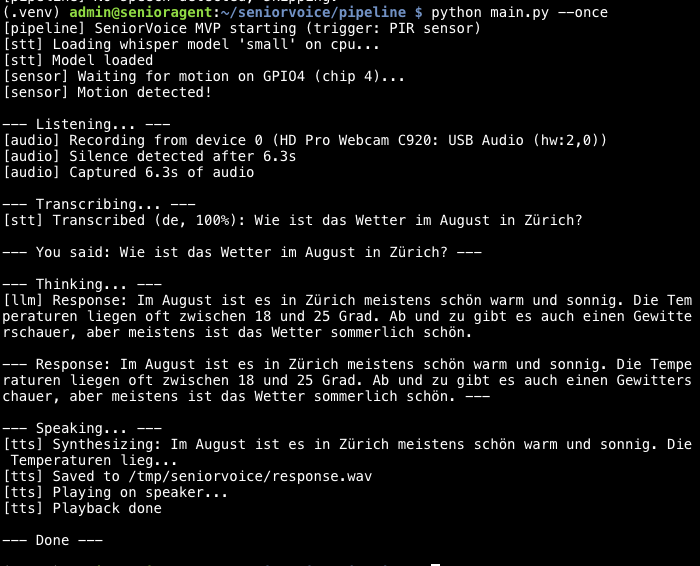 [pipeline] No speech detected, skipping.
(.venv) admin@senioragent:~/seniorvoice/pipeline $ python main.py --once
[pipeline] SeniorVoice MVP starting (trigger: PIR sensor)
[stt] Loading whisper model 'small' on cpu...
[stt] Model loaded
[sensor] Waiting for motion on GPIO4 (chip 4)...
[sensor] Motion detected!
--- Listening... ---
[audio] Recording from device 0 (HD Pro Webcam C920: USB Audio (hw:2,0))
[audio] Silence detected after 6.3s
[audio] Captured 6.3s of audio
--- Transcribing... ---
[stt] Transcribed (de, 100%): Wie ist das Wetter im August in Zürich?
--- You said: Wie ist das Wetter im August in Zürich? ---
--- Thinking... ---
[llm] Response: Im August ist es in Zürich meistens schön warm und sonnig. Die Tem
peraturen liegen oft zwischen 18 und 25 Grad. Ab und zu gibt es auch einen Gewitte
rschauer, aber meistens ist das Wetter sommerlich schön.
--- Response: Im August ist es in Zürich meistens schön warm und sonnig. Die Tempe
raturen liegen oft zwischen 18 und 25 Grad. Ab und zu gibt es auch einen Gewitters
chauer, aber meistens ist das Wetter sommerlich schön. ---
--- Speaking... ---
[tts] Synthesizing: Im August ist es in Zürich meistens schön warm und sonnig. Die
 Temperaturen lieg...
[tts] Saved to /tmp/seniorvoice/response.wav
[tts] Playing on speaker...
[tts] Playback done
--- Done ---